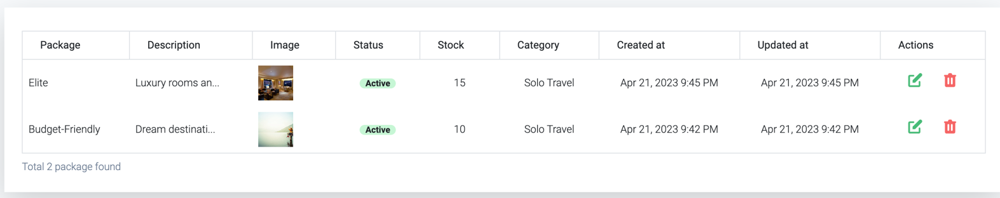 Package Description Image Status Stock Category Created at Updated at Actions
Elite Luxury rooms an... Active 15 Solo Travel Apr 21, 2023 9:45 PM Apr 21, 2023 9:45 PM
Budget-Friendly Dream destinati... Active 10 Solo Travel Apr 21, 2023 9:42 PM Apr 21, 2023 9:42 PM
Total 2 package found